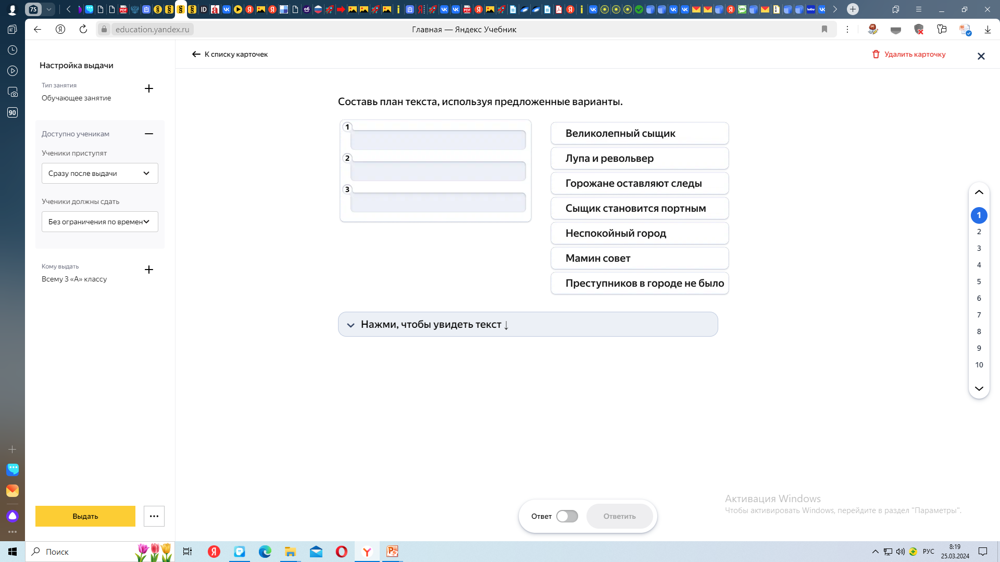 75
education.yandex.ru
Главная — Яндекс Учебник
90
К списку карточек
Удалить карточку
Настройка выдачи
Тип занятия
Обучающее занятие
Доступно ученикам
Ученики приступят
Сразу после выдачи
Ученики должны сдать
Без ограничения по времен
Кому выдать
Всему 3 «А» классу
Выдать
Составь план текста, используя предложенные варианты.
1
2
3
Великолепный сыщик
Лупа и револьвер
Горожане оставляют следы
Сыщик становится портным
Неспокойный город
Мамин совет
Преступников в городе не было
Нажми, чтобы увидеть текст ↓
1
2
3
4
5
6
7
8
9
10
Ответ
Ответить
Активация Windows
Чтобы активировать Windows, перейдите в раздел "Параметры".
Поиск
РУС
8:19
25.03.2024